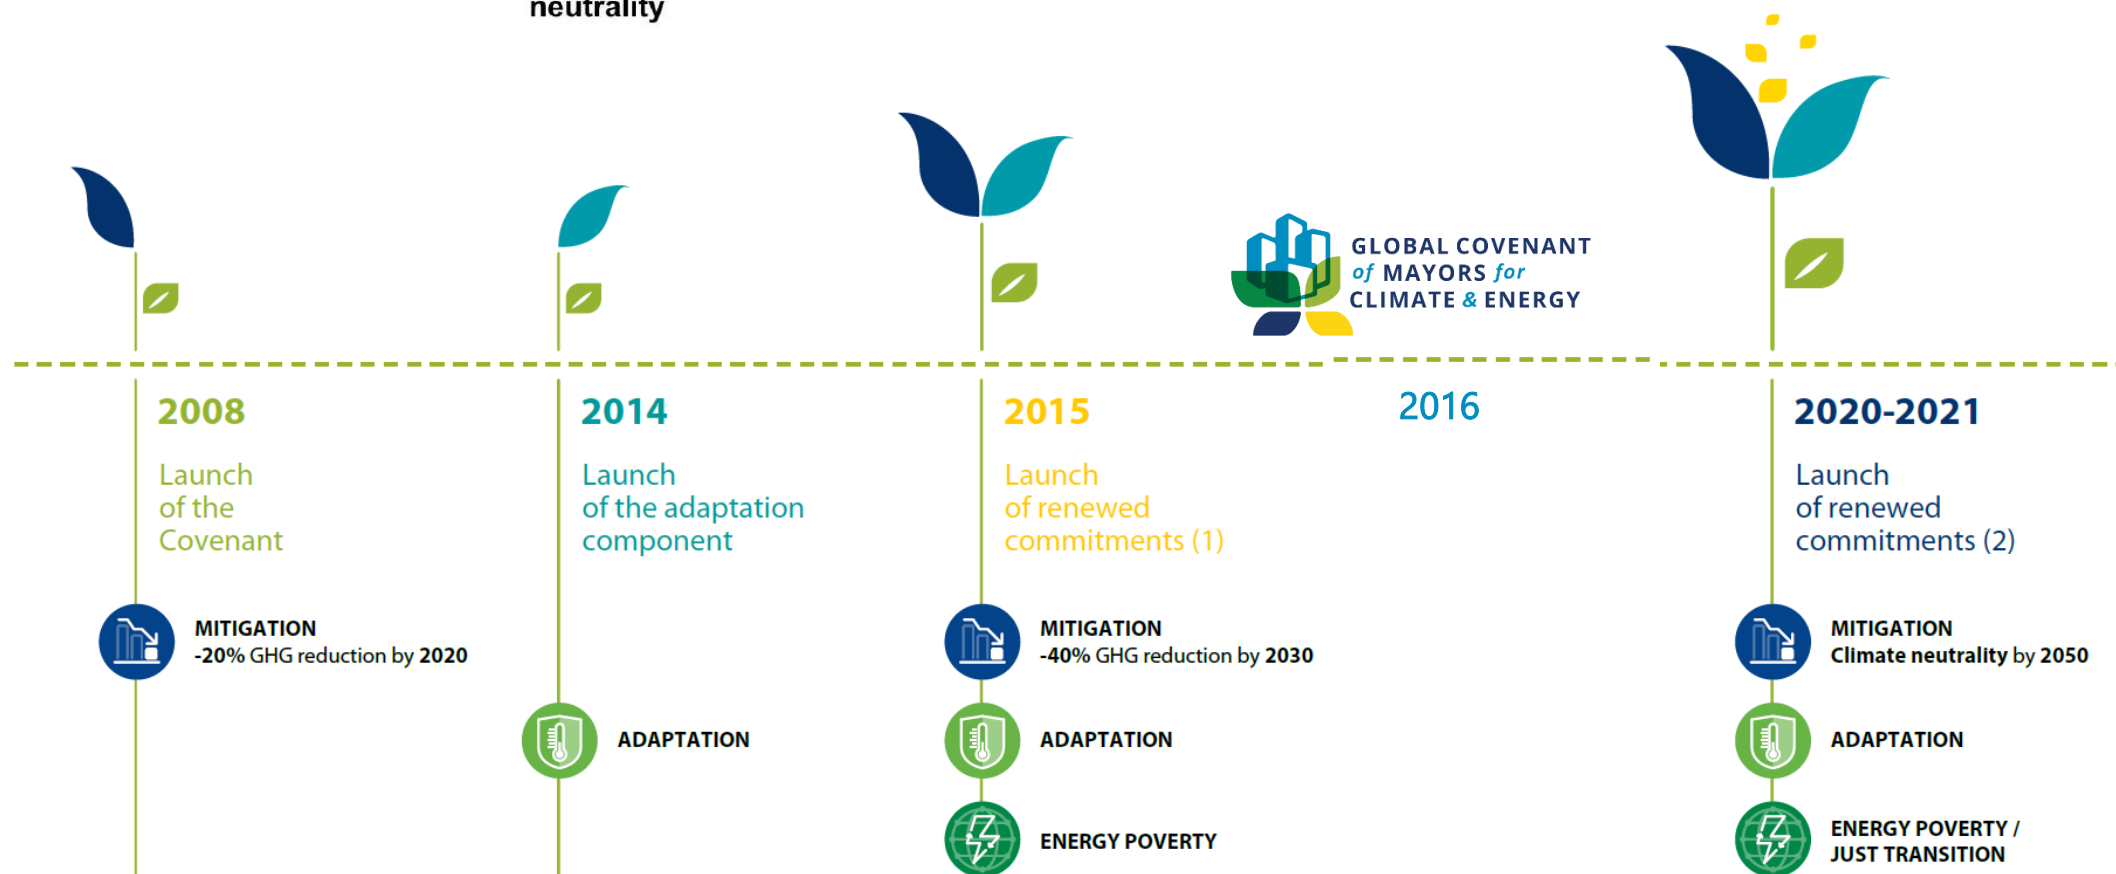 neutrality
GLOBAL COVENANT
of MAYORS for
CLIMATE & ENERGY
2008
Launch
of the
Covenant
MITIGATION
-20% GHG reduction by 2020
2014
Launch
of the adaptation
component
ADAPTATION
2015
Launch
of renewed
commitments (1)
MITIGATION
-40% GHG reduction by 2030
ADAPTATION
ENERGY POVERTY
2016
2020-2021
Launch
of renewed
commitments (2)
MITIGATION
Climate neutrality by 2050
ADAPTATION
ENERGY POVERTY /
JUST TRANSITION